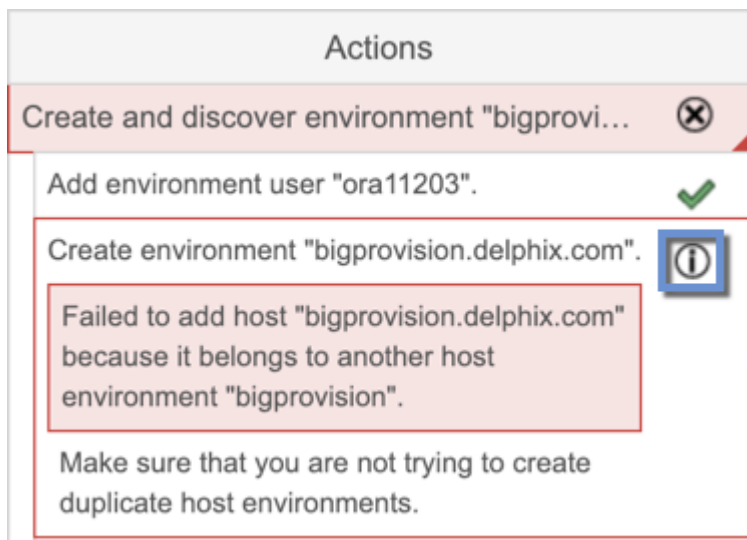 Actions
Create and discover environment "bigprovi...
Add environment user "ora11203".
Create environment "bigprovision.delphix.com".
Failed to add host "bigprovision.delphix.com"
because it belongs to another host
environment "bigprovision".
Make sure that you are not trying to create
duplicate host environments.